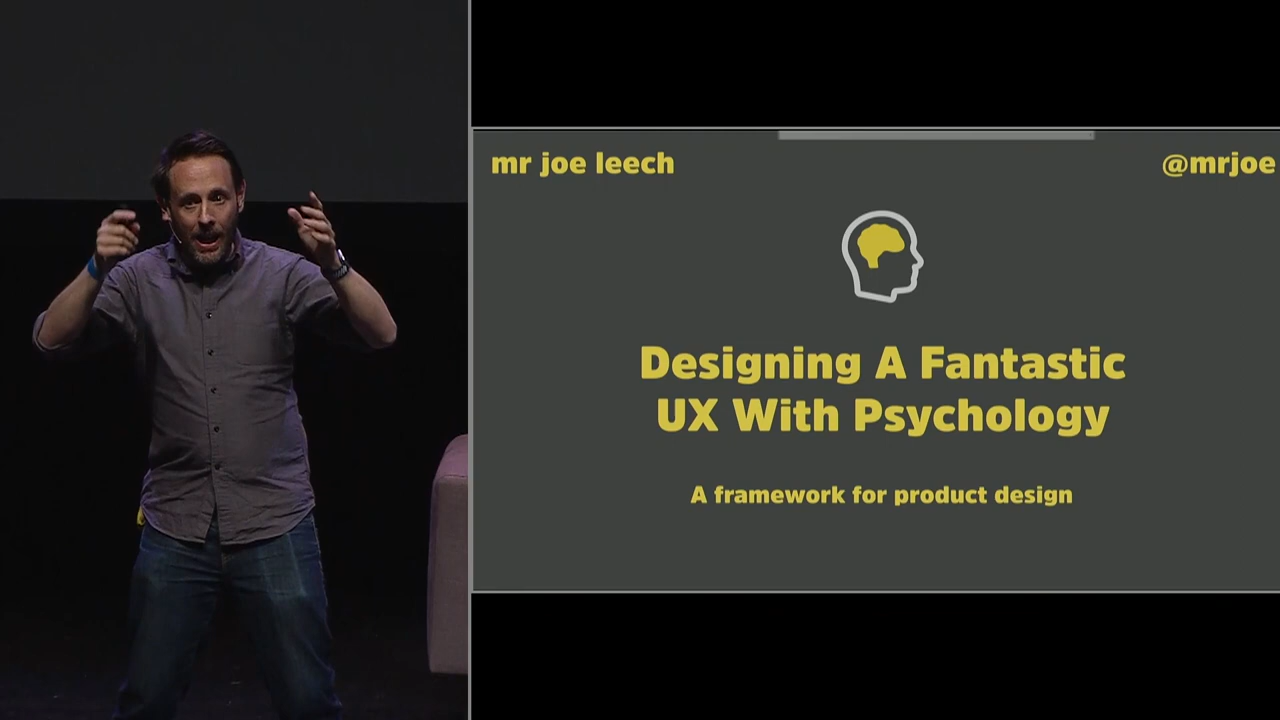 mr joe leech
@mrjoe
Designing A Fantastic
UX With Psychology
A framework for product design